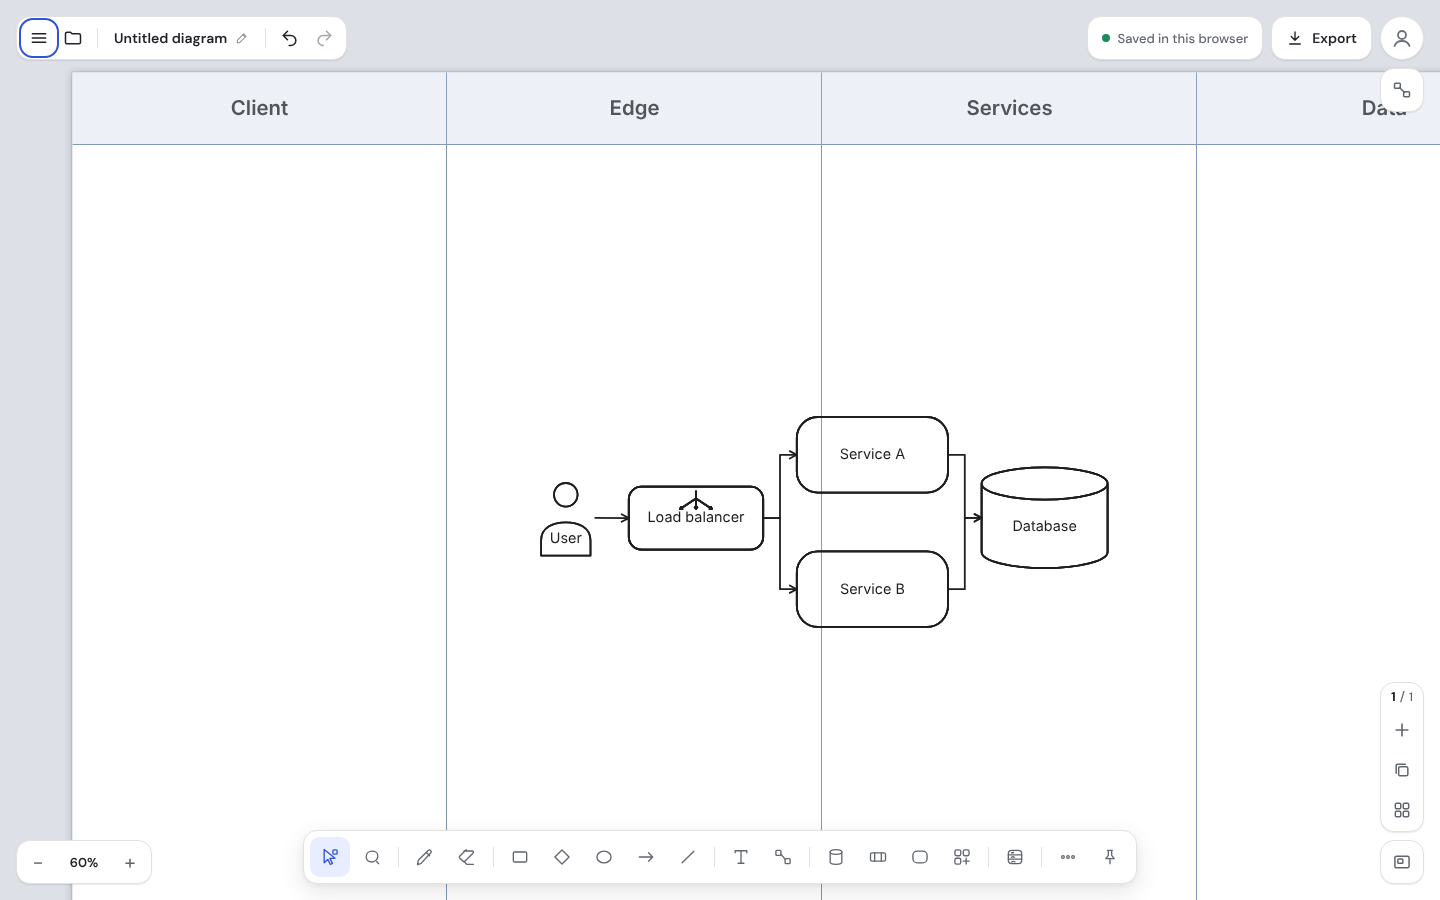 Untitled diagram
Saved in this browser
Export
Client
Edge
Services
Data
Service A
User
Load balancer
Database
Service B
1 / 1
60%